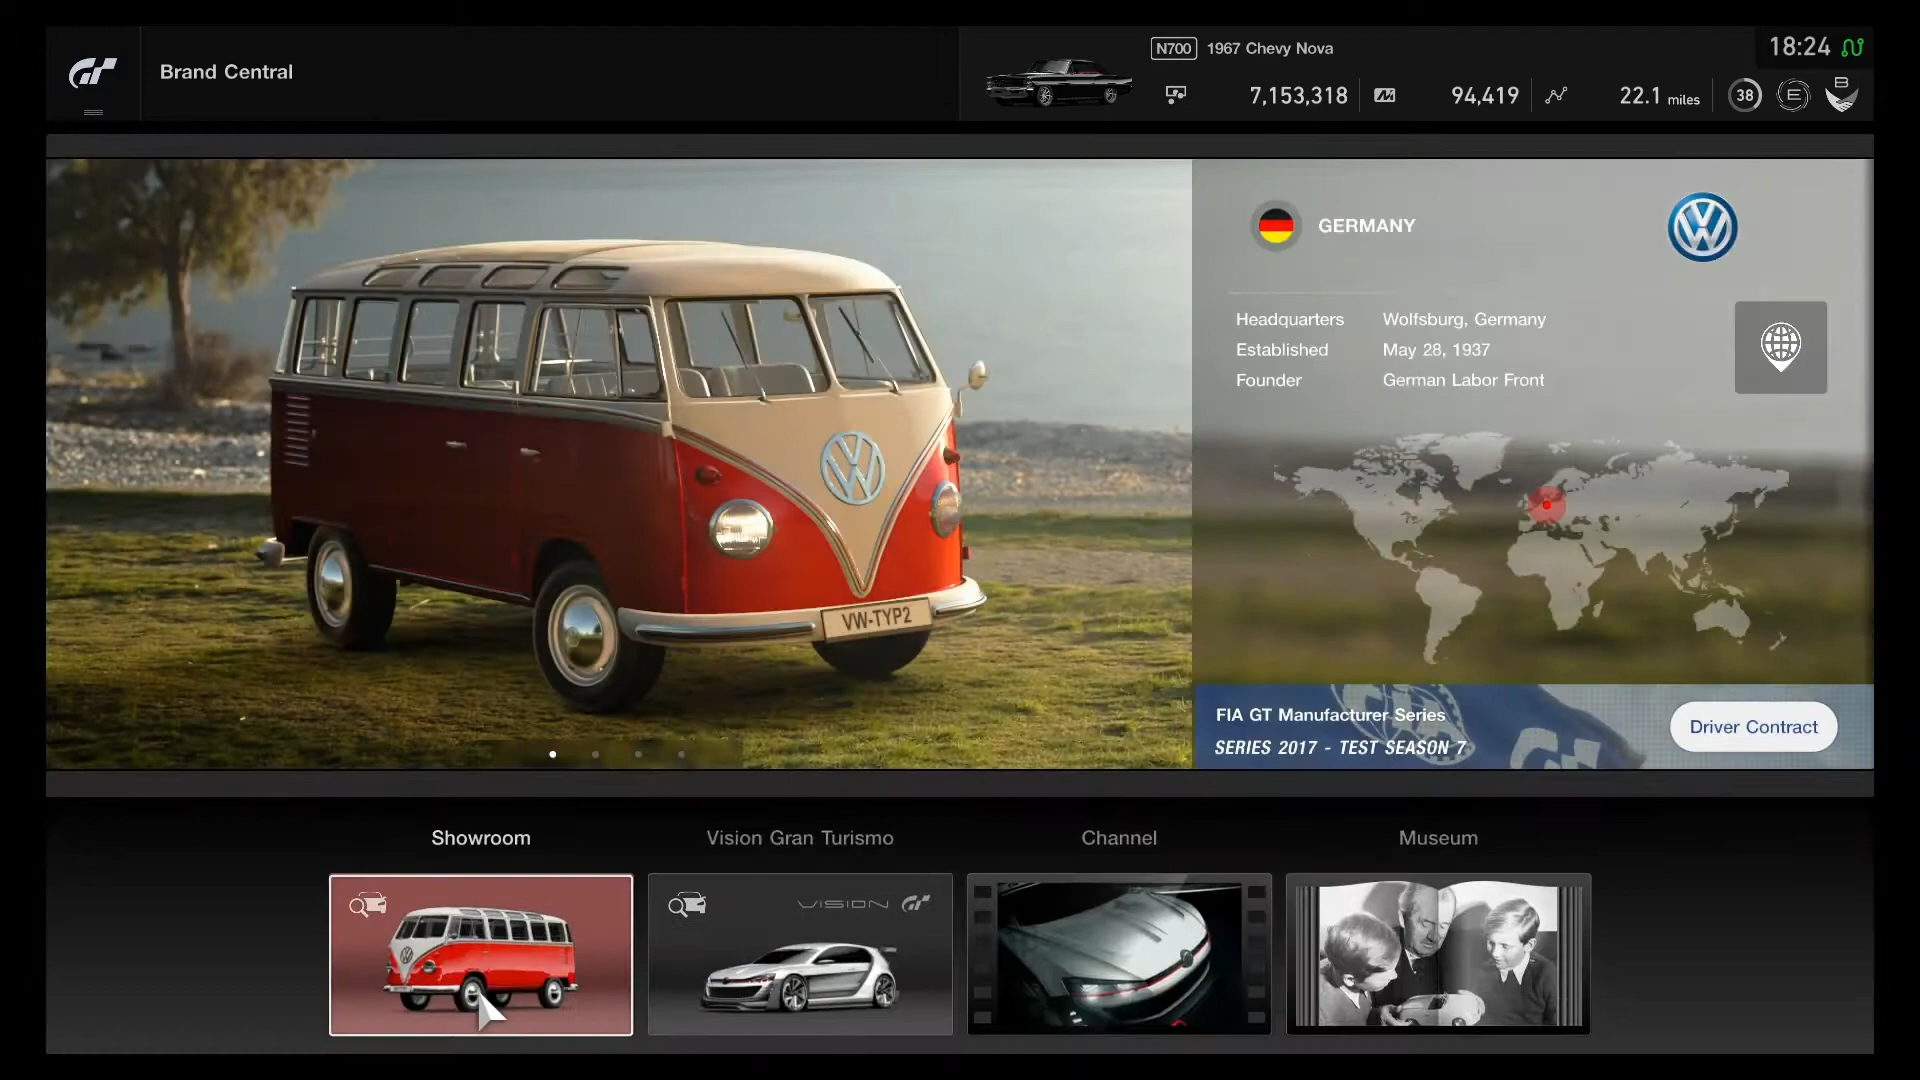 Brand Central
N700 1967 Chevy Nova
18:24
7,153,318
94,419
22.1 miles
38
E
B
GERMANY
Headquarters Wolfsburg, Germany
Established May 28, 1937
Founder German Labor Front
VW-TYP2
FIA GT Manufacturer Series
SERIES 2017 - TEST SEASON 7
Driver Contract
Showroom
Vision Gran Turismo
Channel
Museum
VISION GT